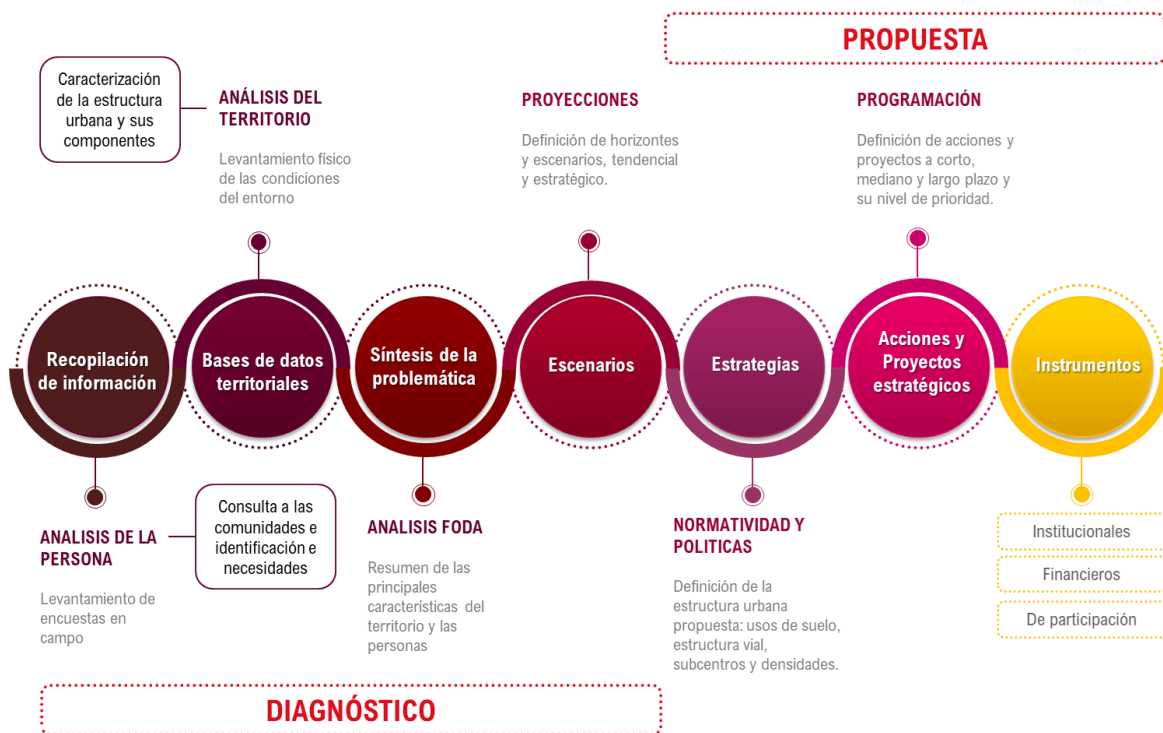 PROPUESTA
Caracterización
de la estructura
urbana y sus
componentes
ANÁLISIS DEL
TERRITORIO
Levantamiento físico
de las condiciones
del entorno
PROYECCIONES
Definición de horizontes
y escenarios, tendencial
y estratégico.
PROGRAMACIÓN
Definición de acciones y
proyectos a corto,
mediano y largo plazo y
su nivel de prioridad.
Recopilación
de información
Bases de datos
territoriales
Síntesis de la
problemática
Escenarios
Estrategias
Acciones y
Proyectos
estratégicos
Instrumentos
ANALISIS DE LA
PERSONA
Levantamiento de
encuestas en
campo
Consulta a las
comunidades e
identificación e
necesidades
ANALISIS FODA
Resumen de las
principales
características del
territorio y las
personas
NORMATIVIDAD Y
POLITICAS
Definición de la
estructura urbana
propuesta: usos de suelo,
estructura vial,
subcentros y densidades.
Institucionales
Financieros
De participación
DIAGNÓSTICO